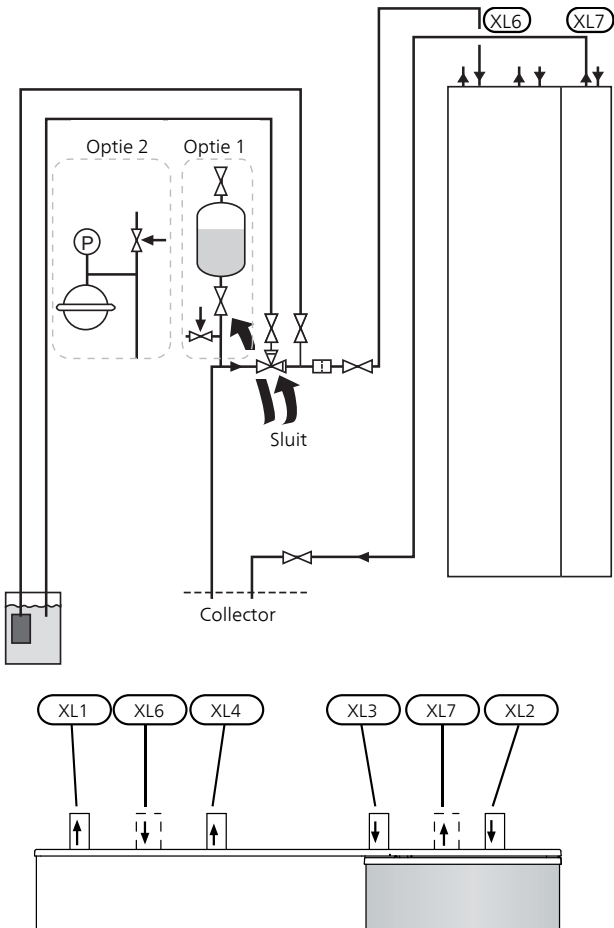 XL6 XL7
Optie 2 Optie 1
P
Sluit
Collector
XL1 XL6 XL4 XL3 XL7 XL2